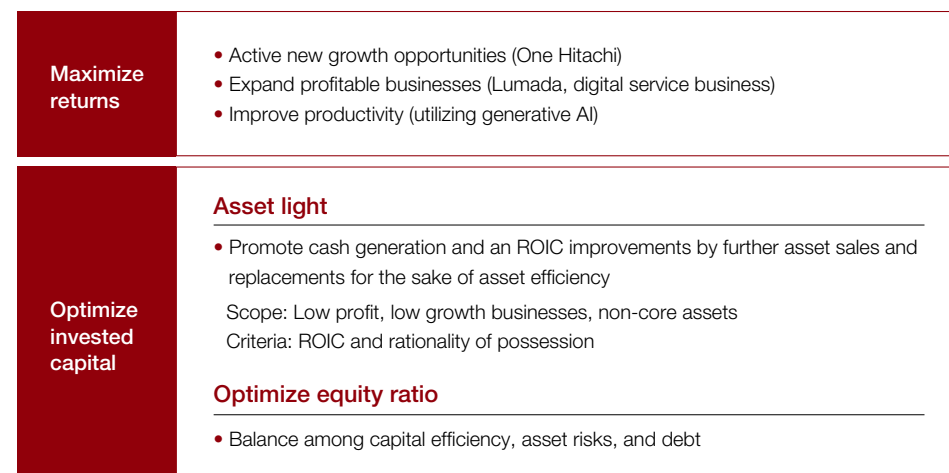 Maximize
returns
• Active new growth opportunities (One Hitachi)
• Expand profitable businesses (Lumada, digital service business)
• Improve productivity (utilizing generative AI)
Optimize
invested
capital
Asset light
• Promote cash generation and an ROIC improvements by further asset sales and
replacements for the sake of asset efficiency
Scope: Low profit, low growth businesses, non-core assets
Criteria: ROIC and rationality of possession
Optimize equity ratio
• Balance among capital efficiency, asset risks, and debt